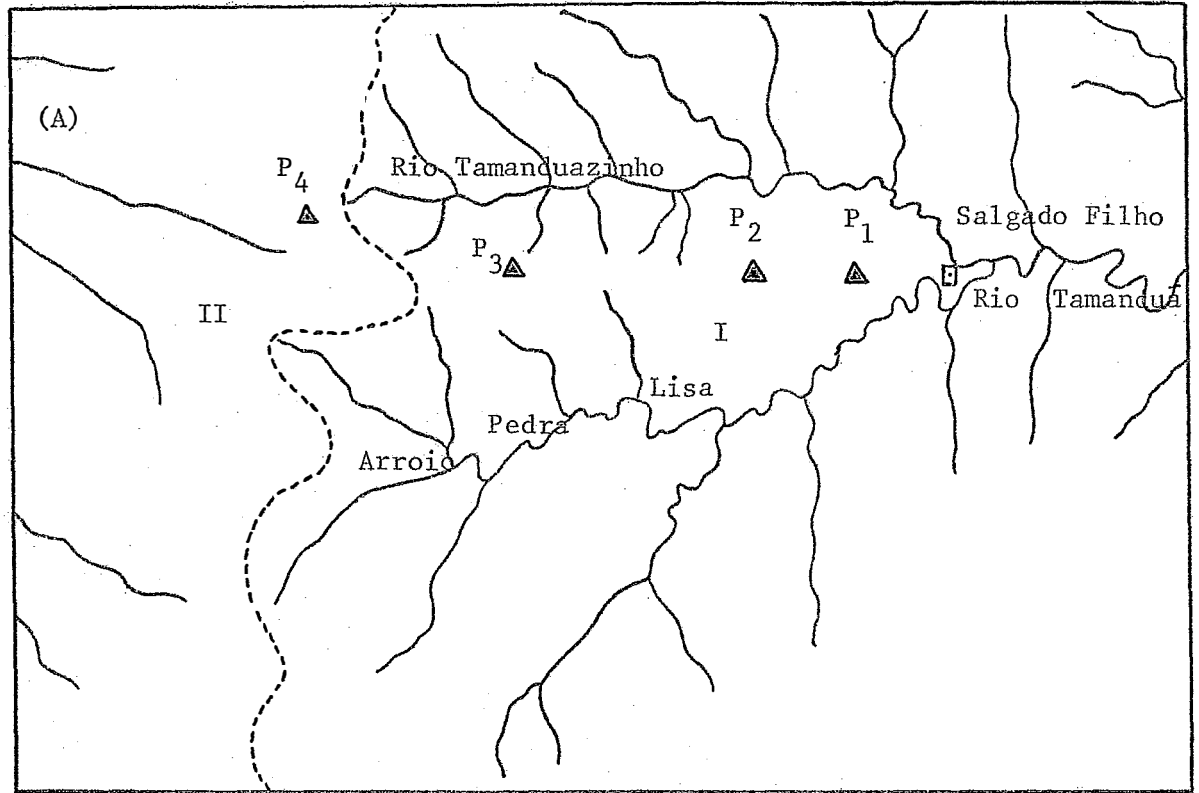 (A)
P4
Rio Tamanduazinho
P3
P2
P1
Salgado Filho
II
I
Rio Tamanduá
Lisa
Pedra
Arroio